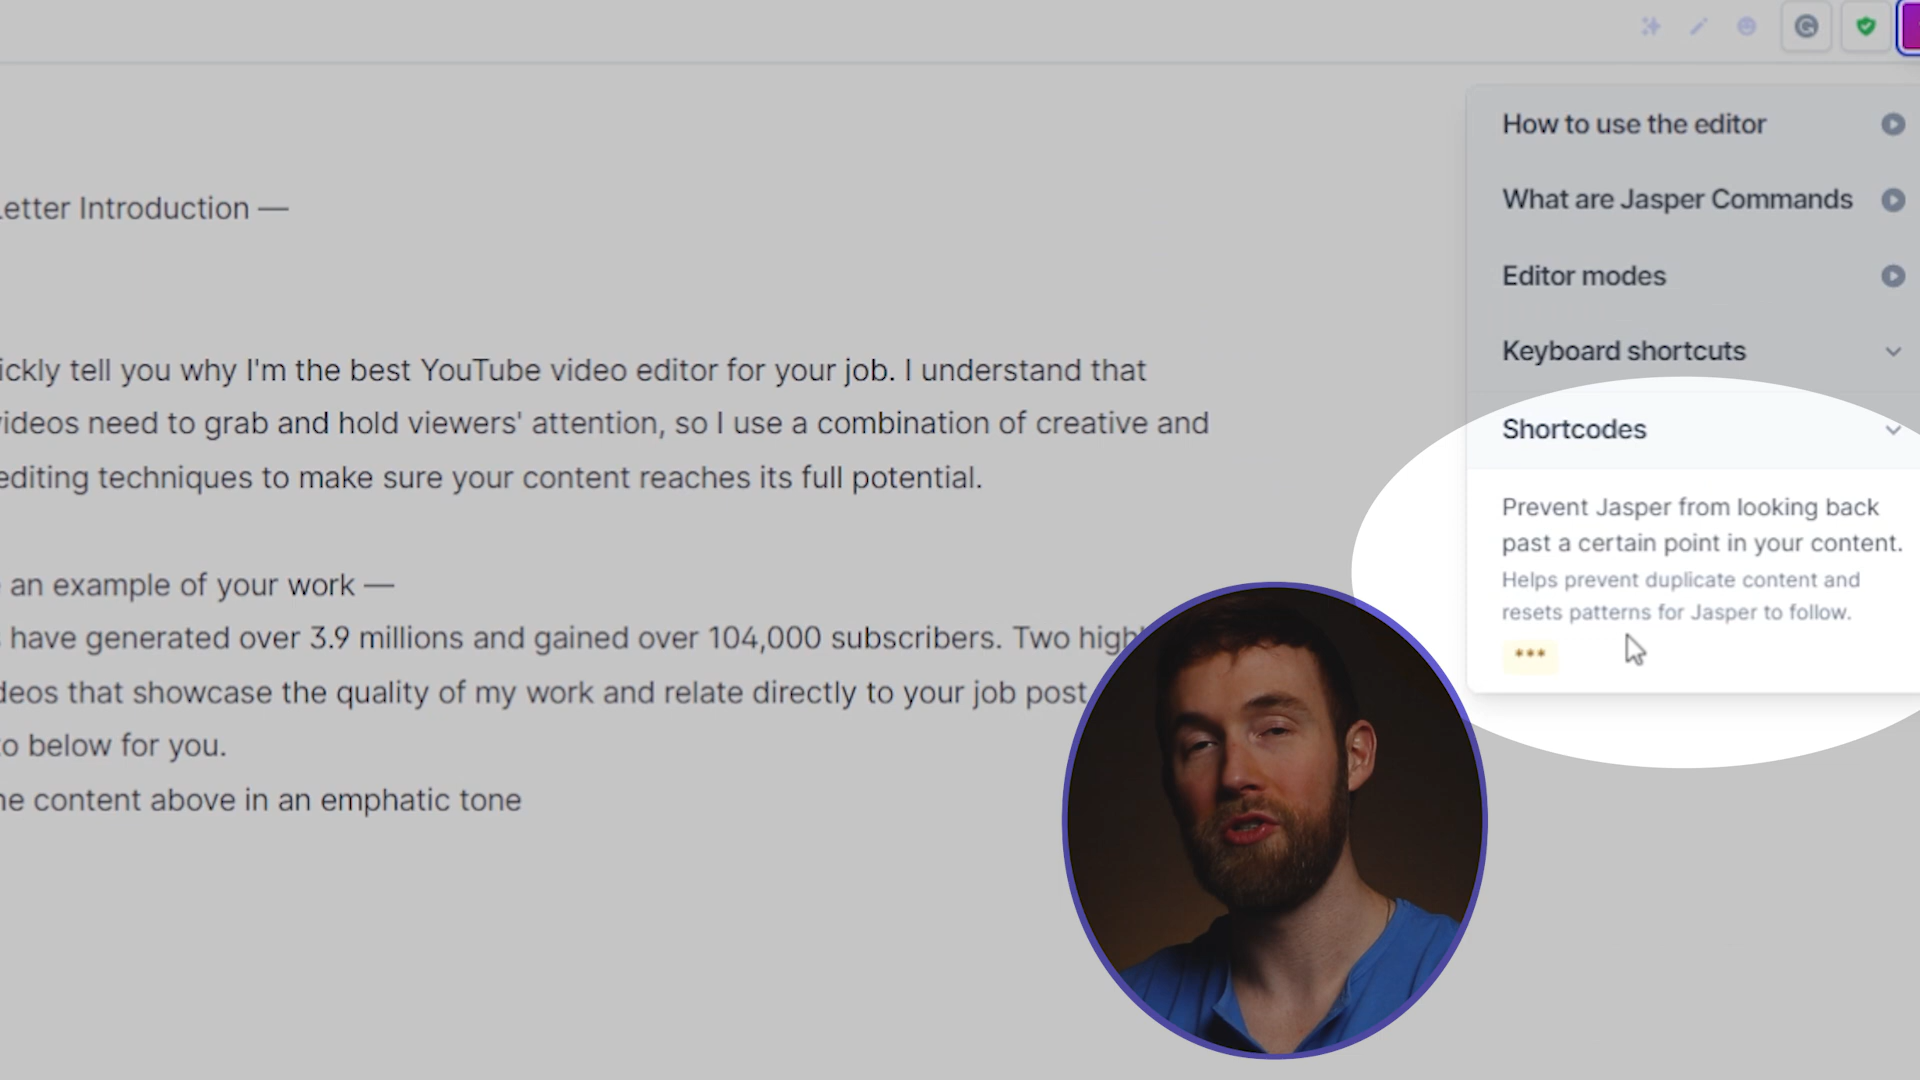 Letter Introduction —
ickly tell you why I'm the best YouTube video editor for your job. I understand that
videos need to grab and hold viewers' attention, so I use a combination of creative and
editing techniques to make sure your content reaches its full potential.
an example of your work —
have generated over 3.9 millions and gained over 104,000 subscribers. Two high
deos that showcase the quality of my work and relate directly to your job post
to below for you.
he content above in an emphatic tone
How to use the editor
What are Jasper Commands
Editor modes
Keyboard shortcuts
Shortcodes
Prevent Jasper from looking back
past a certain point in your content.
Helps prevent duplicate content and
resets patterns for Jasper to follow.
***